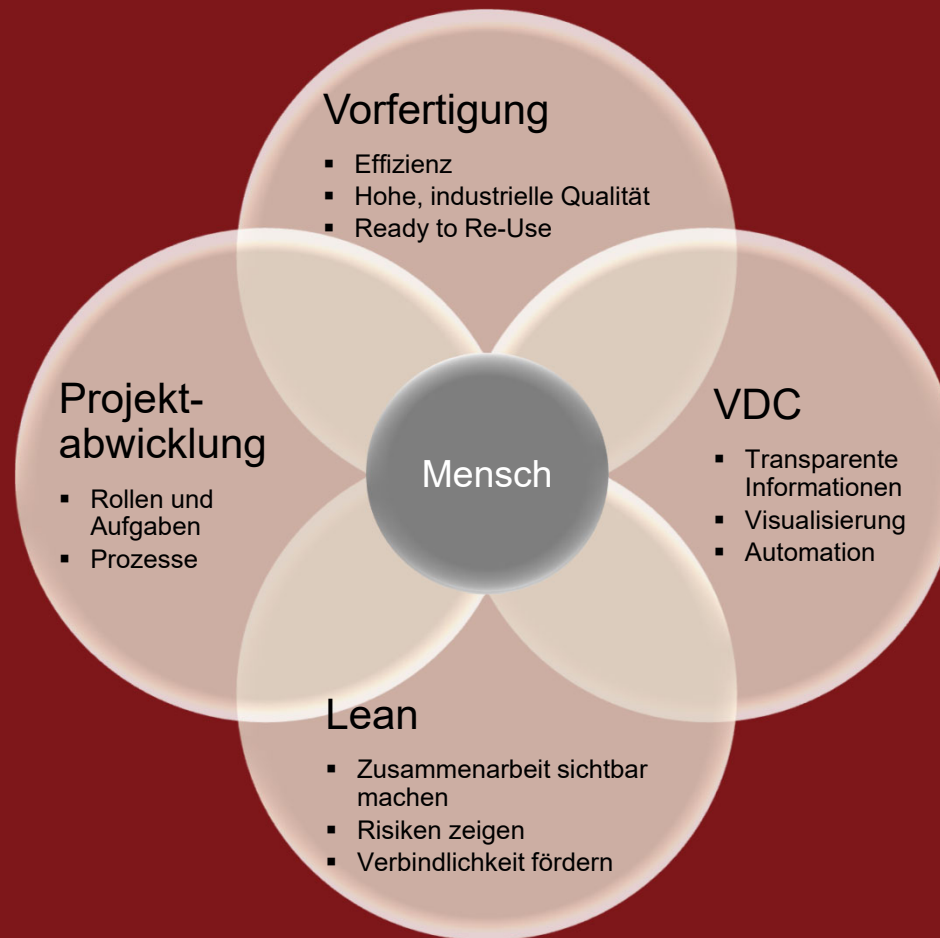 Vorfertigung
▪ Effizienz
▪ Hohe, industrielle Qualität
▪ Ready to Re-Use
Projekt-
abwicklung
▪ Rollen und
Aufgaben
▪ Prozesse
Mensch
VDC
▪ Transparente
Informationen
▪ Visualisierung
▪ Automation
Lean
▪ Zusammenarbeit sichtbar
machen
▪ Risiken zeigen
▪ Verbindlichkeit fördern